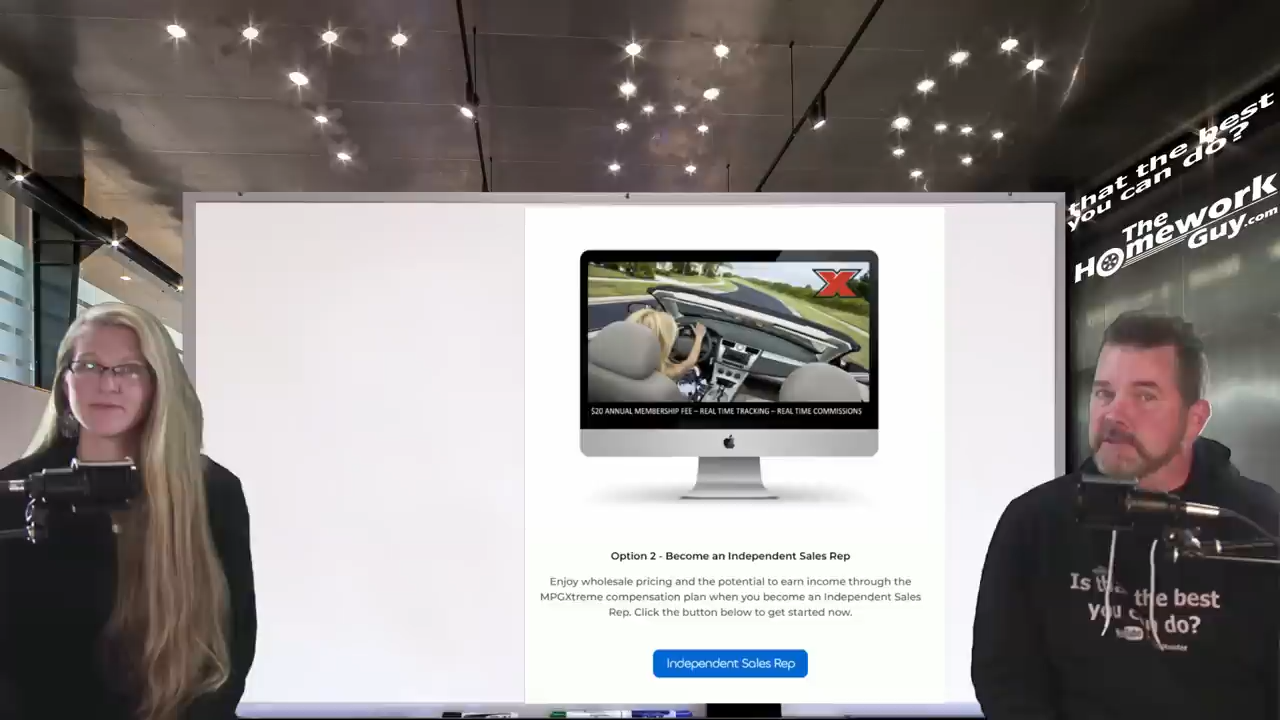 that the best
you can do?
The
Homework
Guy.com
X
$20 ANNUAL MEMBERSHIP FEE – REAL TIME TRACKING – REAL TIME COMMISSIONS
Option 2 - Become an Independent Sales Rep
Enjoy wholesale pricing and the potential to earn income through the
MPGXtreme compensation plan when you become an Independent Sales
Rep. Click the button below to get started now.
Independent Sales Rep
Is the best
you can do?